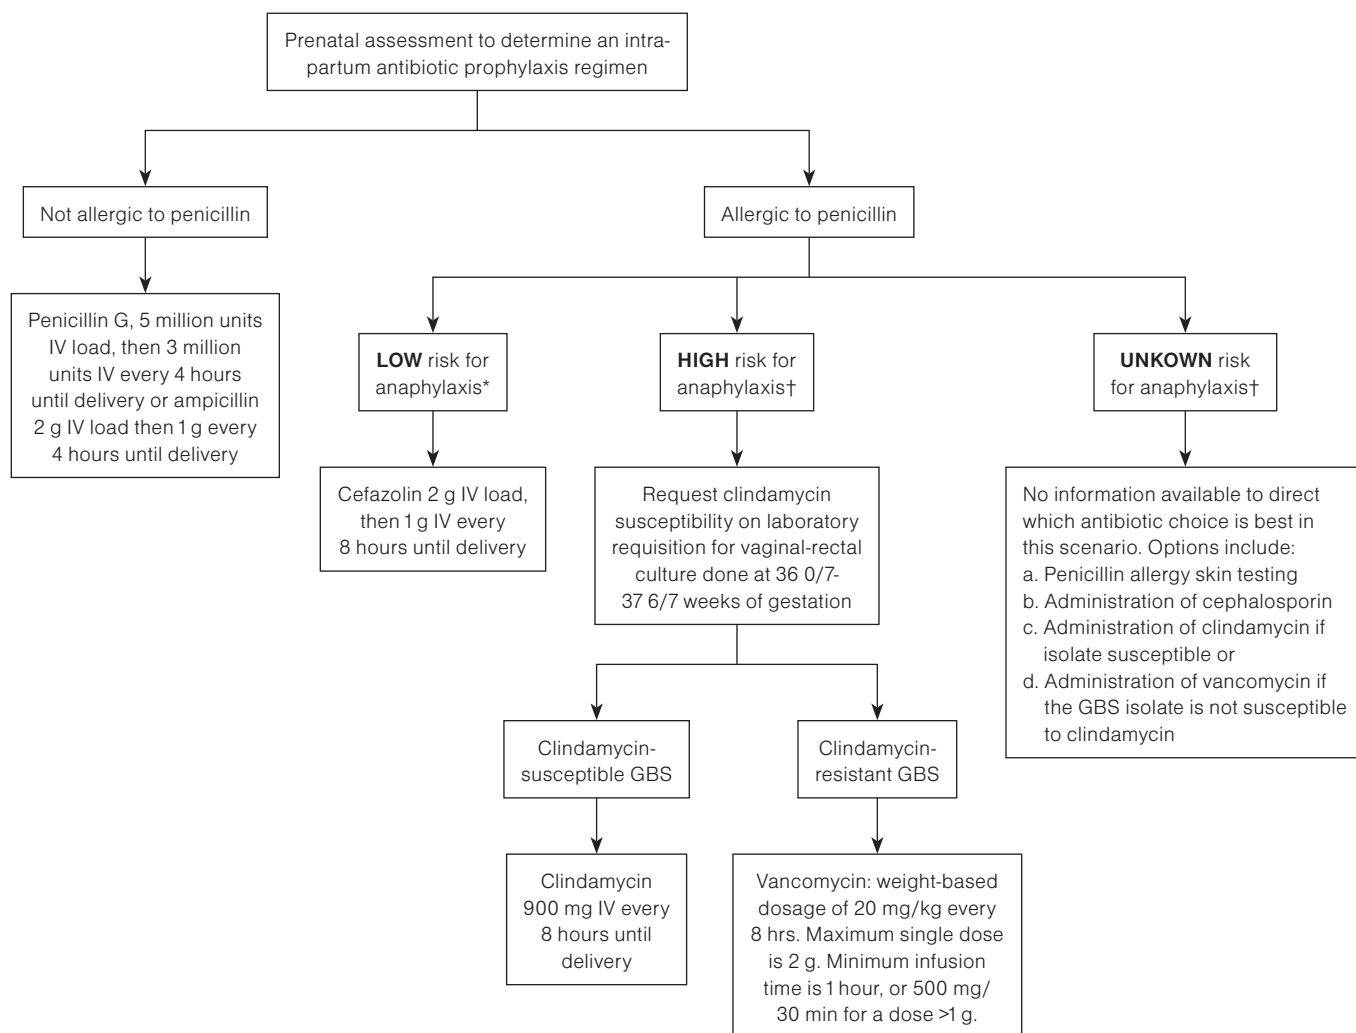 Prenatal assessment to determine an intra-
partum antibiotic prophylaxis regimen
Not allergic to penicillin
Allergic to penicillin
Penicillin G, 5 million units
IV load, then 3 million
units IV every 4 hours
until delivery or ampicillin
2 g IV load then 1 g every
4 hours until delivery
LOW risk for
anaphylaxis*
HIGH risk for
anaphylaxis†
UNKOWN risk
for anaphylaxis†
Cefazolin 2 g IV load,
then 1 g IV every
8 hours until delivery
Request clindamycin
susceptibility on laboratory
requisition for vaginal-rectal
culture done at 36 0/7-
37 6/7 weeks of gestation
No information available to direct
which antibiotic choice is best in
this scenario. Options include:
a. Penicillin allergy skin testing
b. Administration of cephalosporin
c. Administration of clindamycin if
isolate susceptible or
d. Administration of vancomycin if
the GBS isolate is not susceptible
to clindamycin
Clindamycin-
susceptible GBS
Clindamycin-
resistant GBS
Clindamycin
900 mg IV every
8 hours until
delivery
Vancomycin: weight-based
dosage of 20 mg/kg every
8 hrs. Maximum single dose
is 2 g. Minimum infusion
time is 1 hour, or 500 mg/
30 min for a dose >1 g.